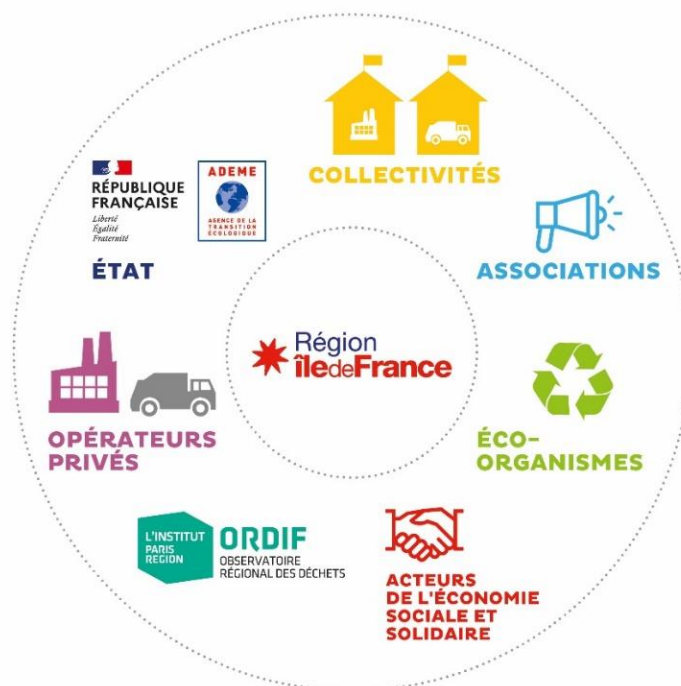 COLLECTIVITÉS
RÉPUBLIQUE
FRANÇAISE
Liberté
Égalité
Fraternité
ADEME
AGENCE DE LA
TRANSITION
ÉCOLOGIQUE
ÉTAT
ASSOCIATIONS
Région
îledeFrance
OPÉRATEURS
PRIVÉS
ÉCO-
ORGANISMES
L'INSTITUT
PARIS
REGION
ORDIF
OBSERVATOIRE
RÉGIONAL DES DÉCHETS
ACTEURS
DE L'ÉCONOMIE
SOCIALE ET
SOLIDAIRE